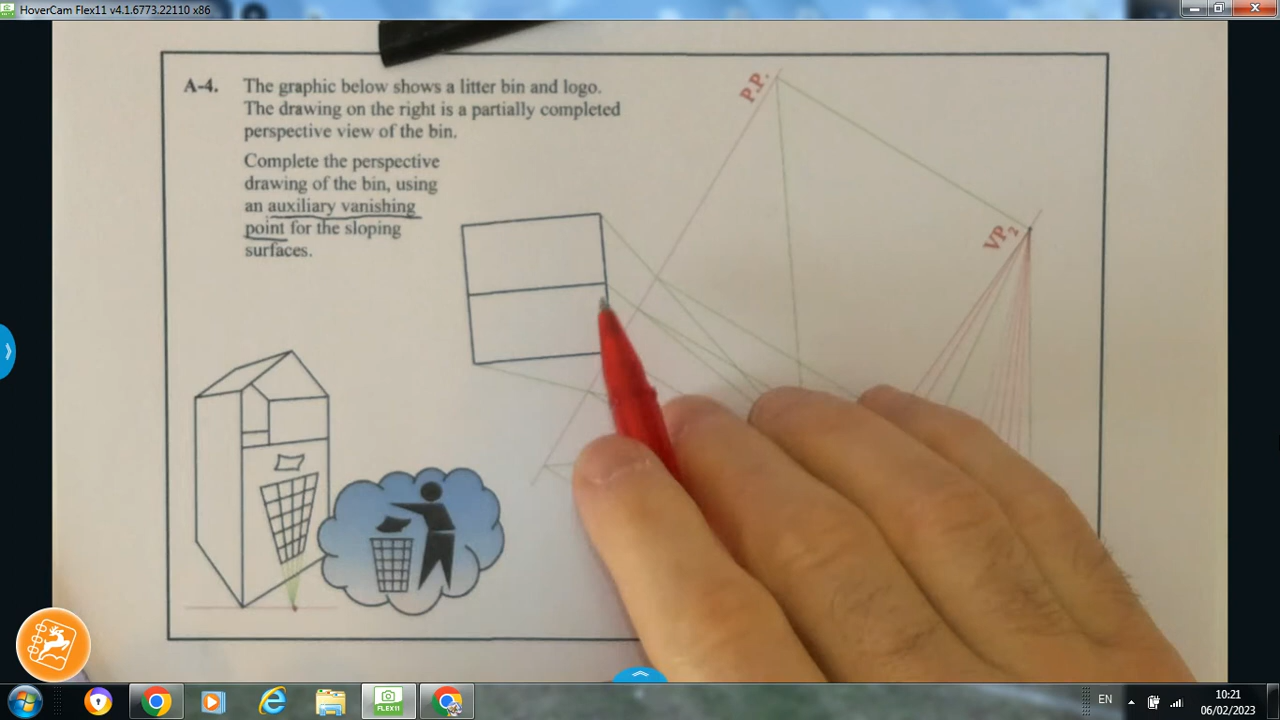 HoverCam Flex11 v4.1.6773.22110 x86
A-4. The graphic below shows a litter bin and logo.
The drawing on the right is a partially completed
perspective view of the bin.
Complete the perspective
drawing of the bin, using
an auxiliary vanishing
point for the sloping
surfaces.
P.P.
VP2
FLEX11
EN
10:21
06/02/2023